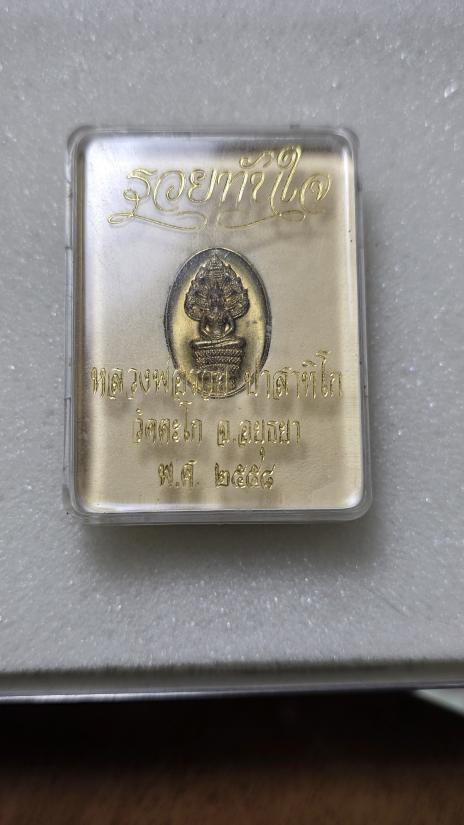 รวยทันใจ
หลวงพ่อรวย ปาสาทิโก
วัดตะโก จ.อยุธยา
พ.ศ. ๒๕๕๘